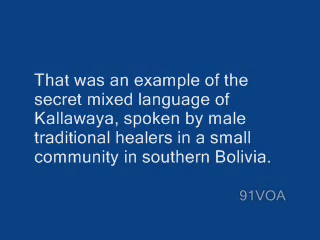 That was an example of the
secret mixed language of
Kallawaya, spoken by male
traditional healers in a small
community in southern Bolivia.
91VOA